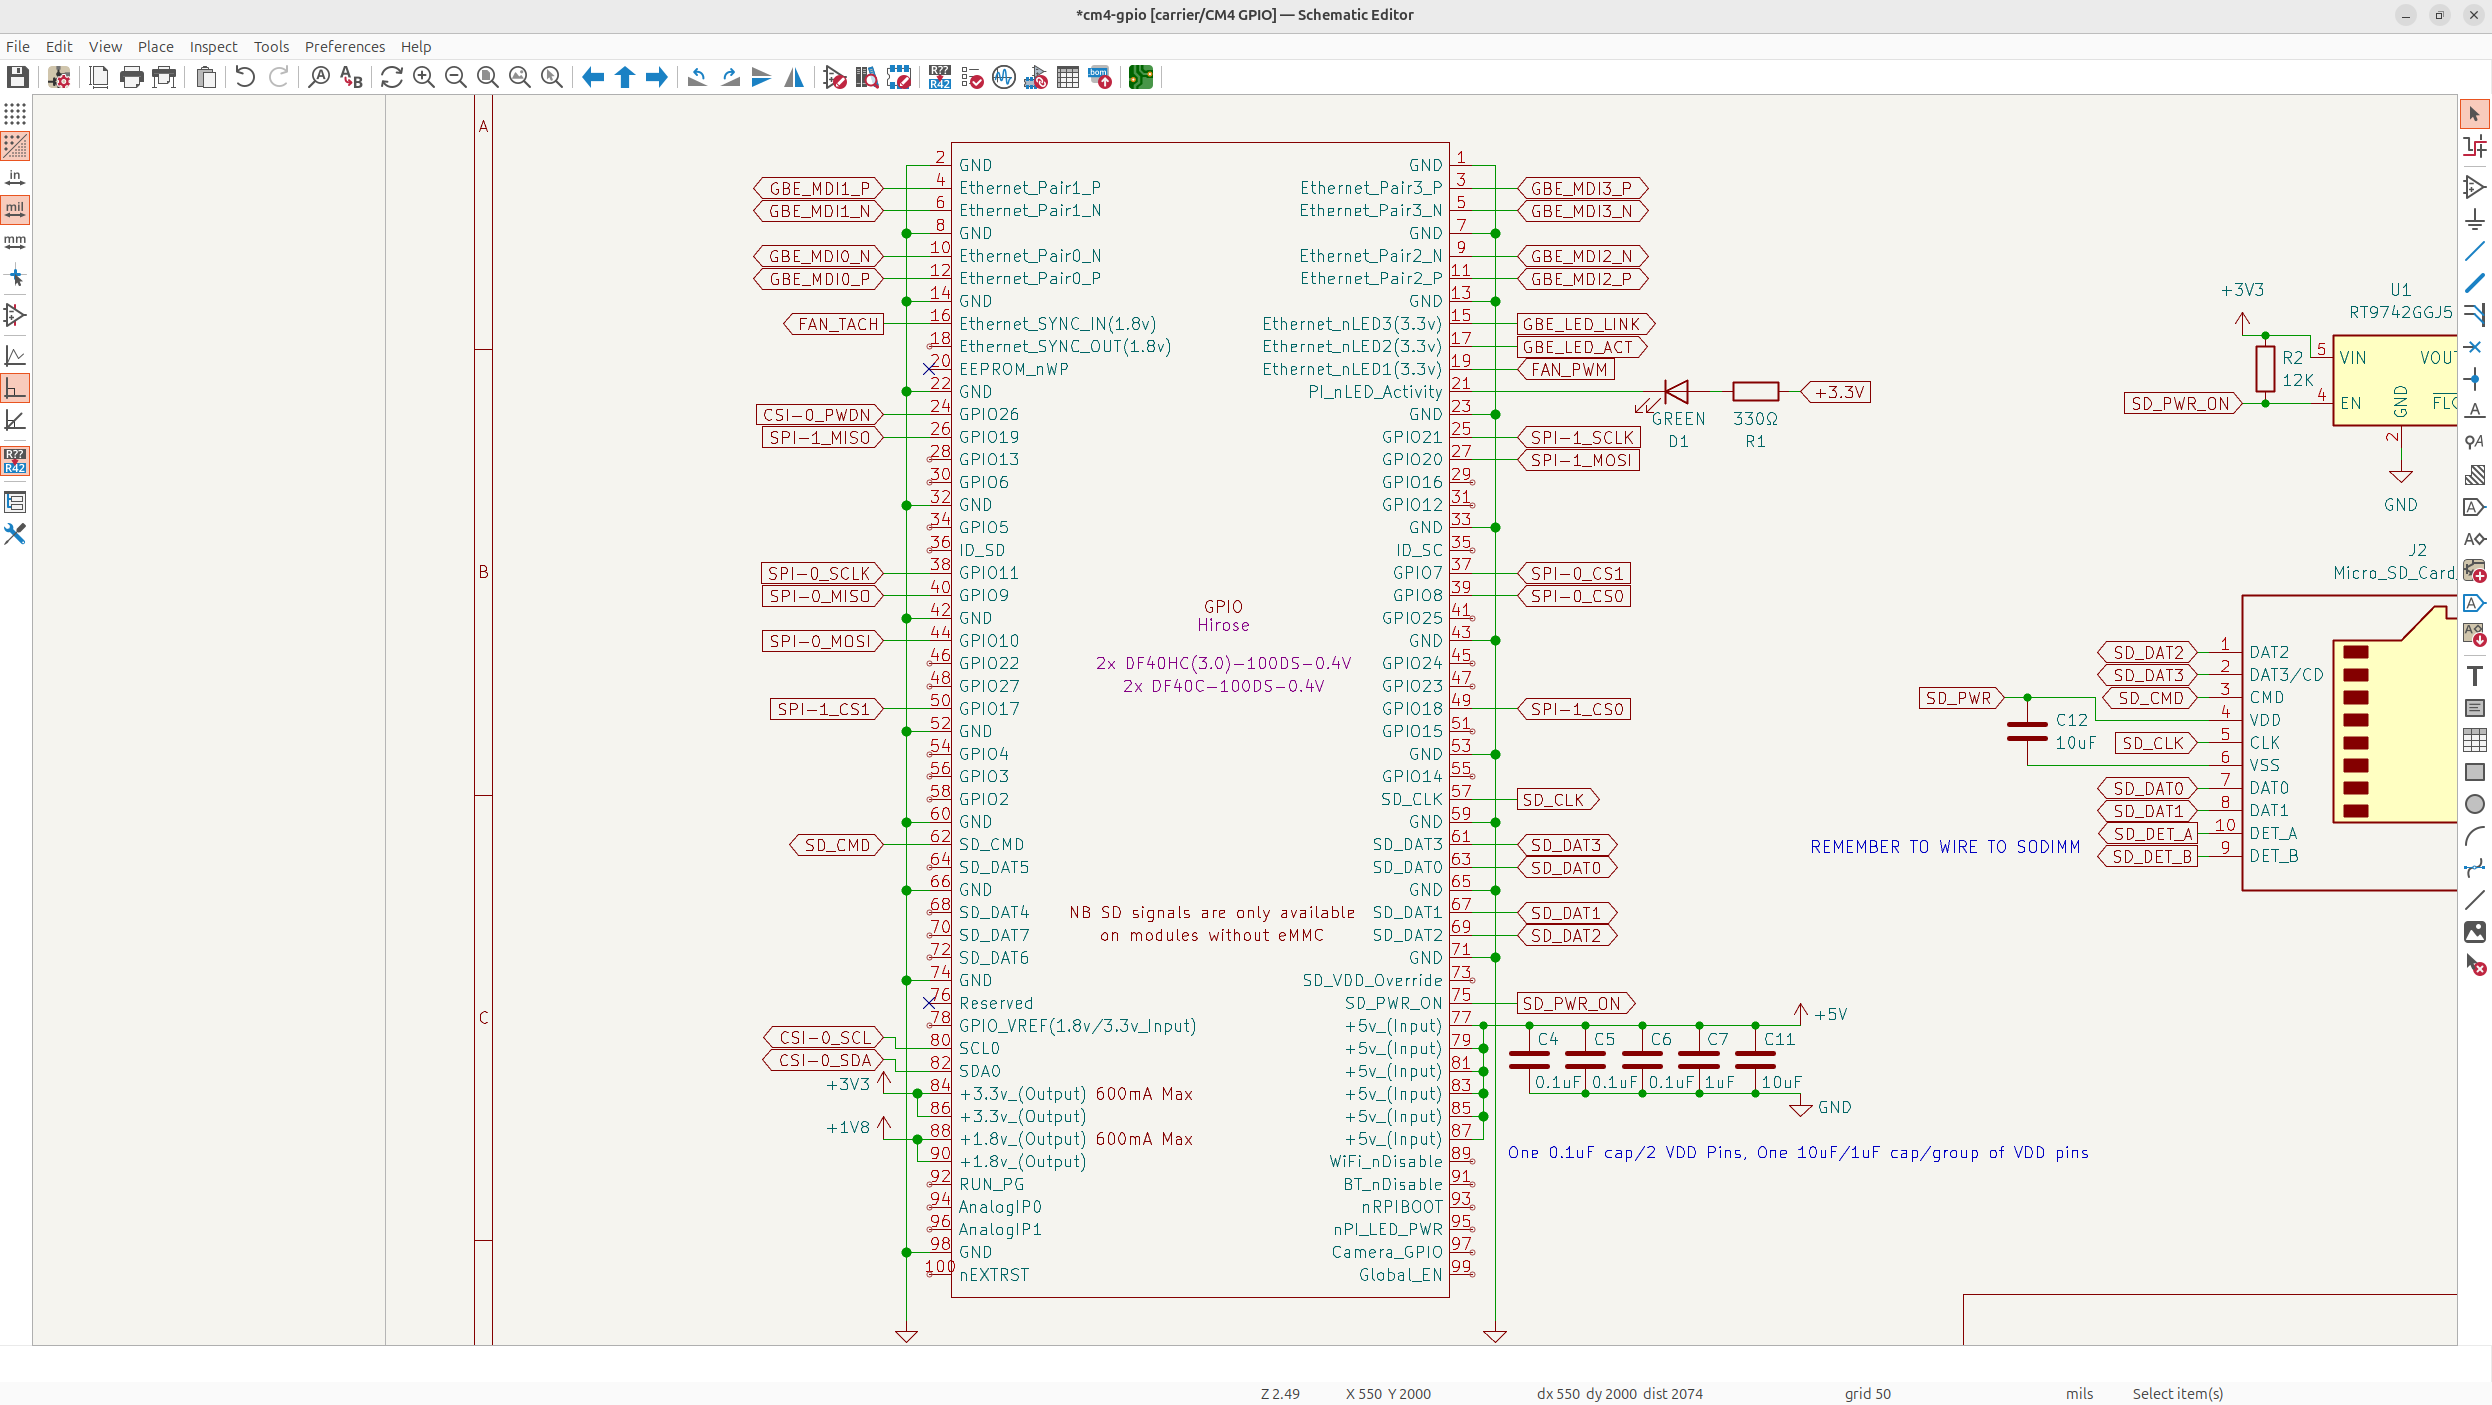 *cm4-gpio [carrier/CM4 GPIO] — Schematic Editor
File Edit View Place Inspect Tools Preferences Help
in
mil
mm
R??
R42
A
B
C
2 GND
GBE_MDI1_P 4 Ethernet_Pair1_P
GBE_MDI1_N 6 Ethernet_Pair1_N
8 GND
GBE_MDI0_N 10 Ethernet_Pair0_N
GBE_MDI0_P 12 Ethernet_Pair0_P
14 GND
FAN_TACH 16 Ethernet_SYNC_IN(1.8v)
18 Ethernet_SYNC_OUT(1.8v)
20 EEPROM_nWP
22 GND
CSI-0_PWDN 24 GPIO26
SPI-1_MISO 26 GPIO19
28 GPIO13
30 GPIO6
32 GND
34 GPIO5
36 ID_SD
SPI-0_SCLK 38 GPIO11
SPI-0_MISO 40 GPIO9
42 GND
SPI-0_MOSI 44 GPIO10
46 GPIO22
48 GPIO27
SPI-1_CS1 50 GPIO17
52 GND
54 GPIO4
56 GPIO3
58 GPIO2
60 GND
SD_CMD 62 SD_CMD
64 SD_DAT5
66 GND
68 SD_DAT4
70 SD_DAT7
72 SD_DAT6
74 GND
76 Reserved
78 GPIO_VREF(1.8v/3.3v_Input)
CSI-0_SCL 80 SCL0
CSI-0_SDA 82 SDA0
+3V3 84 +3.3v_(Output) 600mA Max
86 +3.3v_(Output)
+1V8 88 +1.8v_(Output) 600mA Max
90 +1.8v_(Output)
92 RUN_PG
94 AnalogIP0
96 AnalogIP1
98 GND
100 nEXTRST
GPIO
Hirose
2x DF40HC(3.0)-100DS-0.4V
2x DF40C-100DS-0.4V
NB SD signals are only available
on modules without eMMC
GND 1
Ethernet_Pair3_P 3 GBE_MDI3_P
Ethernet_Pair3_N 5 GBE_MDI3_N
GND 7
Ethernet_Pair2_N 9 GBE_MDI2_N
Ethernet_Pair2_P 11 GBE_MDI2_P
GND 13
Ethernet_nLED3(3.3v) 15 GBE_LED_LINK
Ethernet_nLED2(3.3v) 17 GBE_LED_ACT
Ethernet_nLED1(3.3v) 19 FAN_PWM
PI_nLED_Activity 21 +3.3V
GND 23
GREEN 330Ω
D1 R1
GPIO21 25 SPI-1_SCLK
GPIO20 27 SPI-1_MOSI
GPIO16 29
GPIO12 31
GND 33
ID_SC 35
GPIO7 37 SPI-0_CS1
GPIO8 39 SPI-0_CS0
GPIO25 41
GND 43
GPIO24 45
GPIO23 47
GPIO18 49 SPI-1_CS0
GPIO15 51
GND 53
GPIO14 55
SD_CLK 57 SD_CLK
GND 59
SD_DAT3 61 SD_DAT3
SD_DAT0 63 SD_DAT0
GND 65
SD_DAT1 67 SD_DAT1
SD_DAT2 69 SD_DAT2
GND 71
SD_VDD_Override 73
SD_PWR_ON 75 SD_PWR_ON
+5v_(Input) 77 +5V
+5v_(Input) 79 C4 C5 C6 C7 C11
+5v_(Input) 81 0.1uF 0.1uF 0.1uF 1uF 10uF
+5v_(Input) 83
+5v_(Input) 85 GND
+5v_(Input) 87
One 0.1uF cap/2 VDD Pins, One 10uF/1uF cap/group of VDD pins
WiFi_nDisable 89
BT_nDisable 91
nRPIBOOT 93
nPI_LED_PWR 95
Camera_GPIO 97
Global_EN 99
+3V3 U1
RT9742GGJ5
R2 5 VIN VOUT
12K
SD_PWR_ON 4 EN GND FLG
2
GND
J2
Micro_SD_Card_
SD_DAT2 1 DAT2
SD_DAT3 2 DAT3/CD
SD_PWR SD_CMD 3 CMD
C12 4 VDD
10uF SD_CLK 5 CLK
6 VSS
SD_DAT0 7 DAT0
SD_DAT1 8 DAT1
SD_DET_A 10 DET_A
REMEMBER TO WIRE TO SODIMM
SD_DET_B 9 DET_B
Z 2.49 X 550 Y 2000 dx 550 dy 2000 dist 2074 grid 50 mils Select item(s)